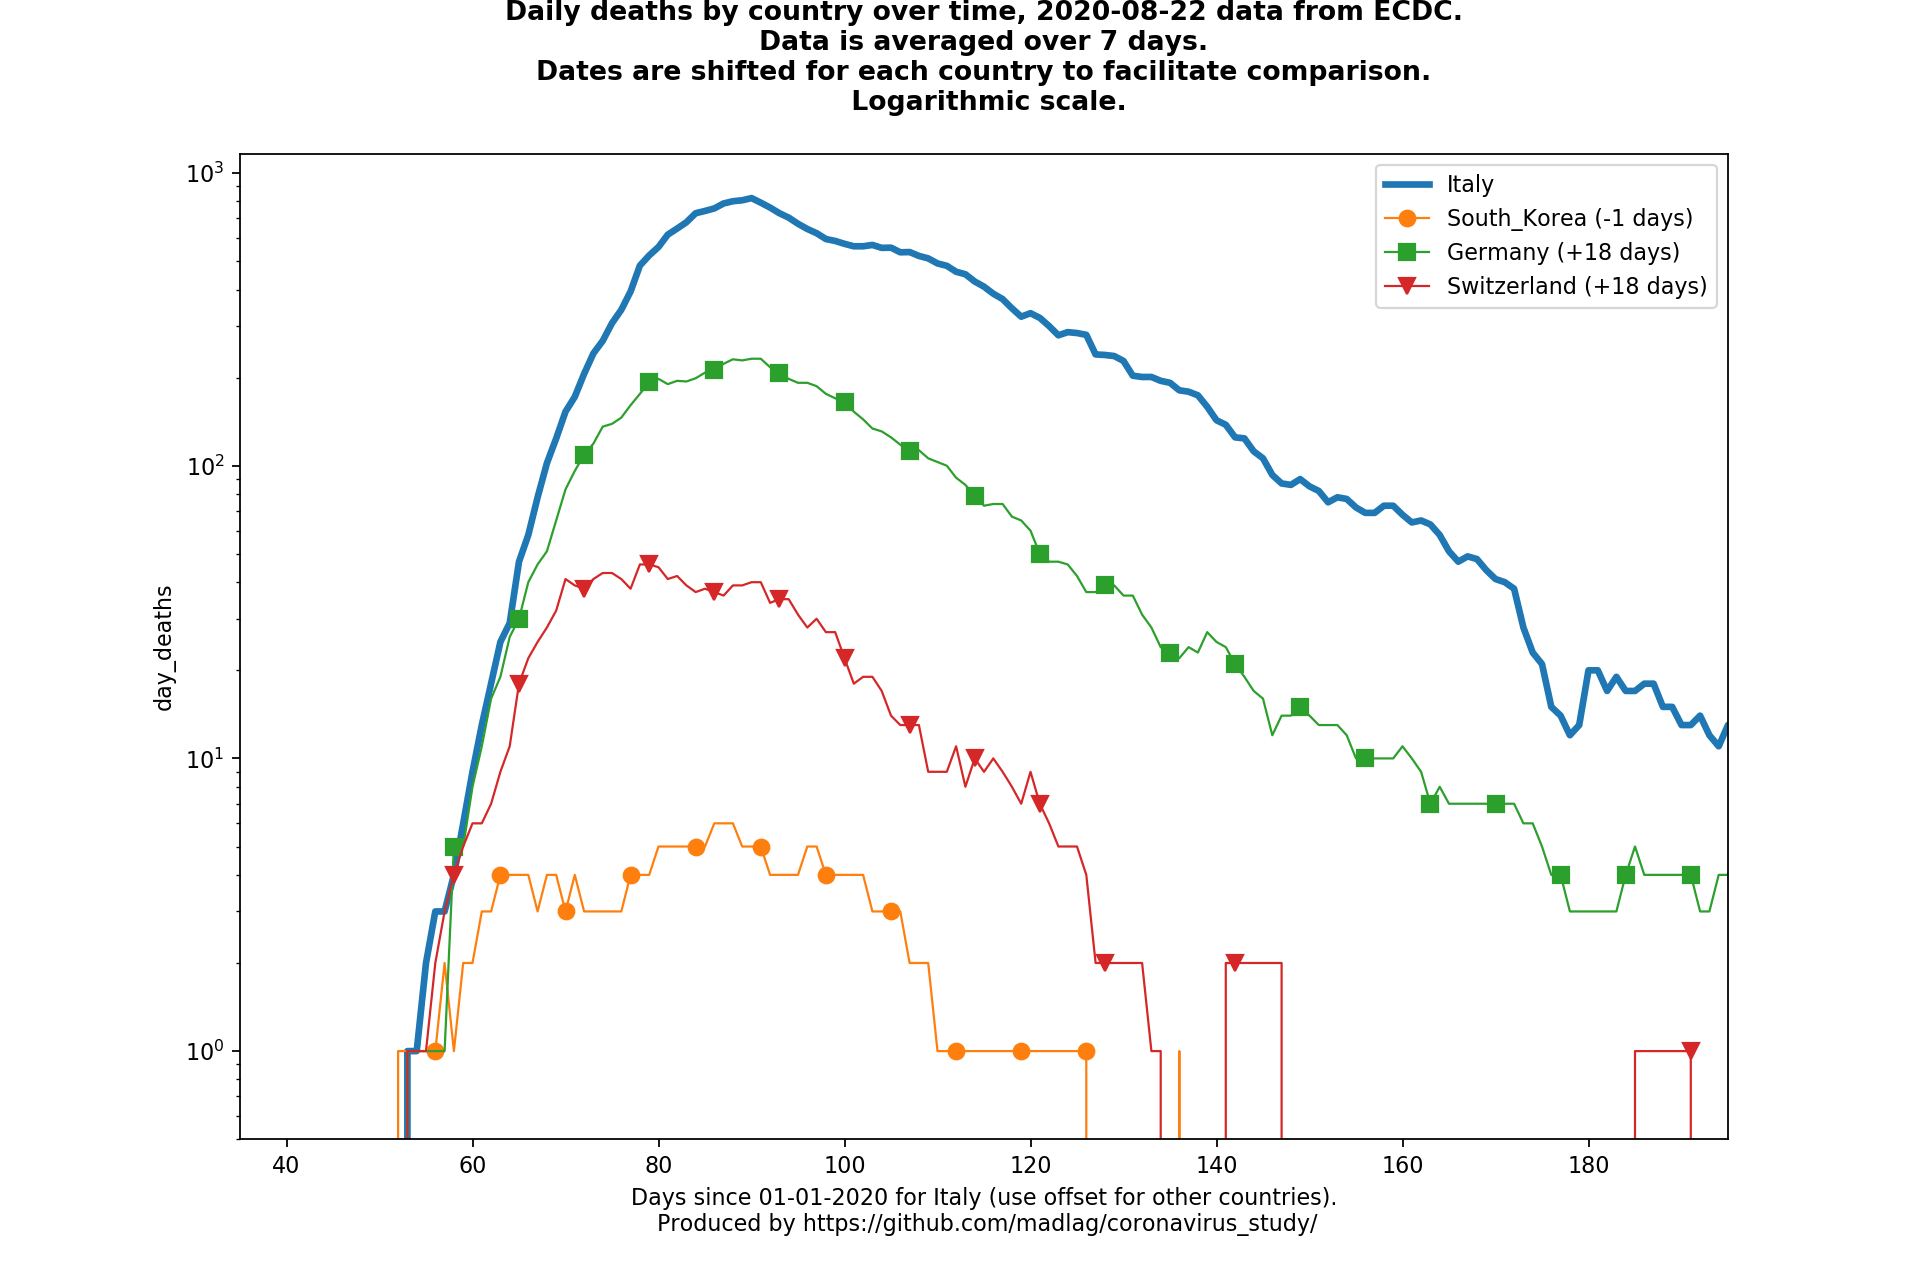 Daily deaths by country over time, 2020-08-22 data from ECDC.
Data is averaged over 7 days.
Dates are shifted for each country to facilitate comparison.
Logarithmic scale.
10³
Italy
South_Korea (-1 days)
Germany (+18 days)
Switzerland (+18 days)
10²
day_deaths
10¹
10⁰
40 60 80 100 120 140 160 180
Days since 01-01-2020 for Italy (use offset for other countries).
Produced by https://github.com/madlag/coronavirus_study/